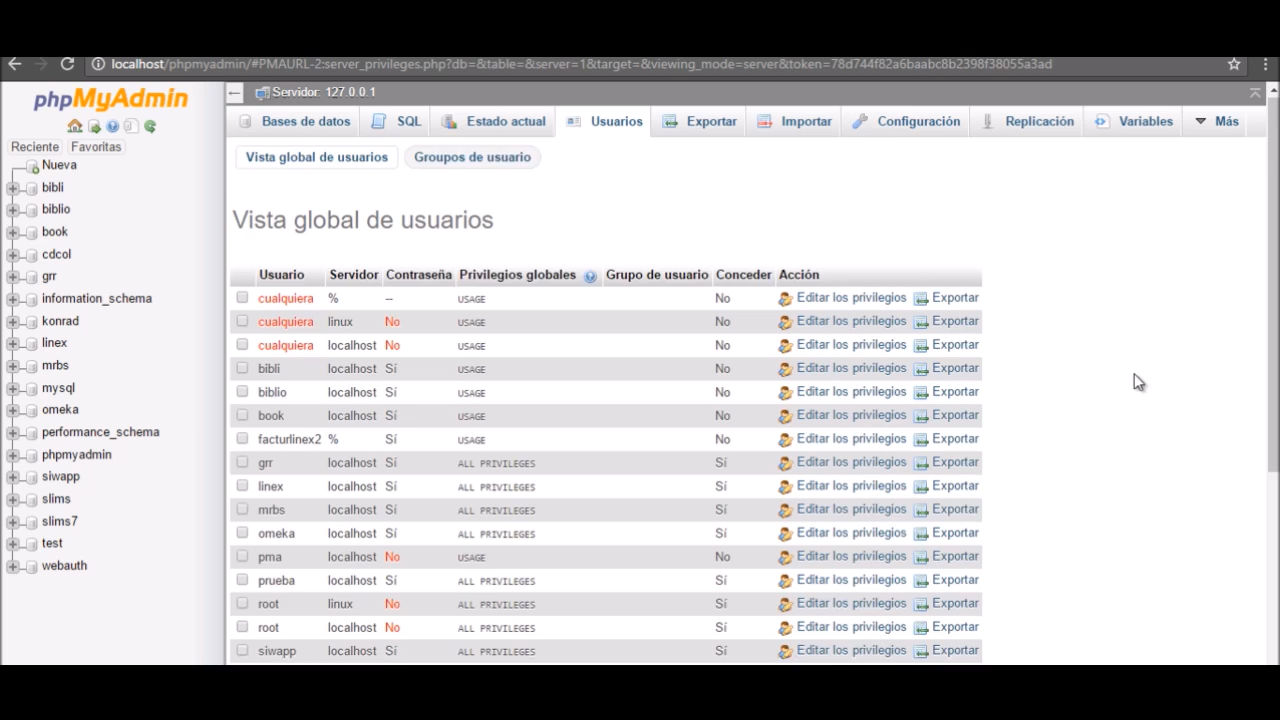 localhost/phpmyadmin/#PMAURL-2:server_privileges.php?db=&table=&server=1&target=&viewing_mode=server&token=78d744f82a6baabc8b2398f38055a3ad
phpMyAdmin
Reciente Favoritas
Nueva
bibli
biblio
book
cdcol
grr
information_schema
konrad
linex
mrbs
mysql
omeka
performance_schema
phpmyadmin
siwapp
slims
slims7
test
webauth
Servidor: 127.0.0.1
Bases de datos SQL Estado actual Usuarios Exportar Importar Configuración Replicación Variables Más
Vista global de usuarios Groupos de usuario
Vista global de usuarios
Usuario Servidor Contraseña Privilegios globales Grupo de usuario Conceder Acción
cualquiera % -- USAGE No Editar los privilegios Exportar
cualquiera linux No USAGE No Editar los privilegios Exportar
cualquiera localhost No USAGE No Editar los privilegios Exportar
bibli localhost Sí USAGE No Editar los privilegios Exportar
biblio localhost Sí USAGE No Editar los privilegios Exportar
book localhost Sí USAGE No Editar los privilegios Exportar
facturlinex2 % Sí USAGE No Editar los privilegios Exportar
grr localhost Sí ALL PRIVILEGES Sí Editar los privilegios Exportar
linex localhost Sí ALL PRIVILEGES Sí Editar los privilegios Exportar
mrbs localhost Sí ALL PRIVILEGES Sí Editar los privilegios Exportar
omeka localhost Sí ALL PRIVILEGES Sí Editar los privilegios Exportar
pma localhost No USAGE No Editar los privilegios Exportar
prueba localhost Sí ALL PRIVILEGES Sí Editar los privilegios Exportar
root linux No ALL PRIVILEGES Sí Editar los privilegios Exportar
root localhost No ALL PRIVILEGES Sí Editar los privilegios Exportar
siwapp localhost Sí ALL PRIVILEGES Sí Editar los privilegios Exportar